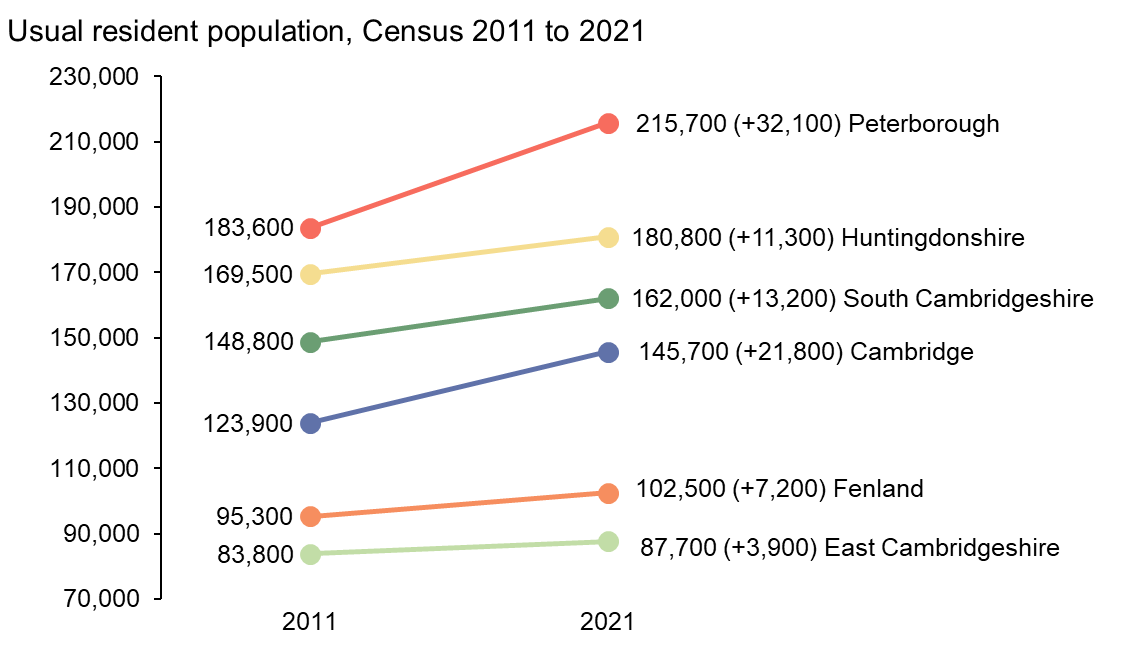 Usual resident population, Census 2011 to 2021
230,000
215,700 (+32,100) Peterborough
210,000
190,000
183,600
180,800 (+11,300) Huntingdonshire
170,000
169,500
162,000 (+13,200) South Cambridgeshire
150,000
148,800
145,700 (+21,800) Cambridge
130,000
123,900
110,000
102,500 (+7,200) Fenland
95,300
90,000
83,800
87,700 (+3,900) East Cambridgeshire
70,000
2011
2021